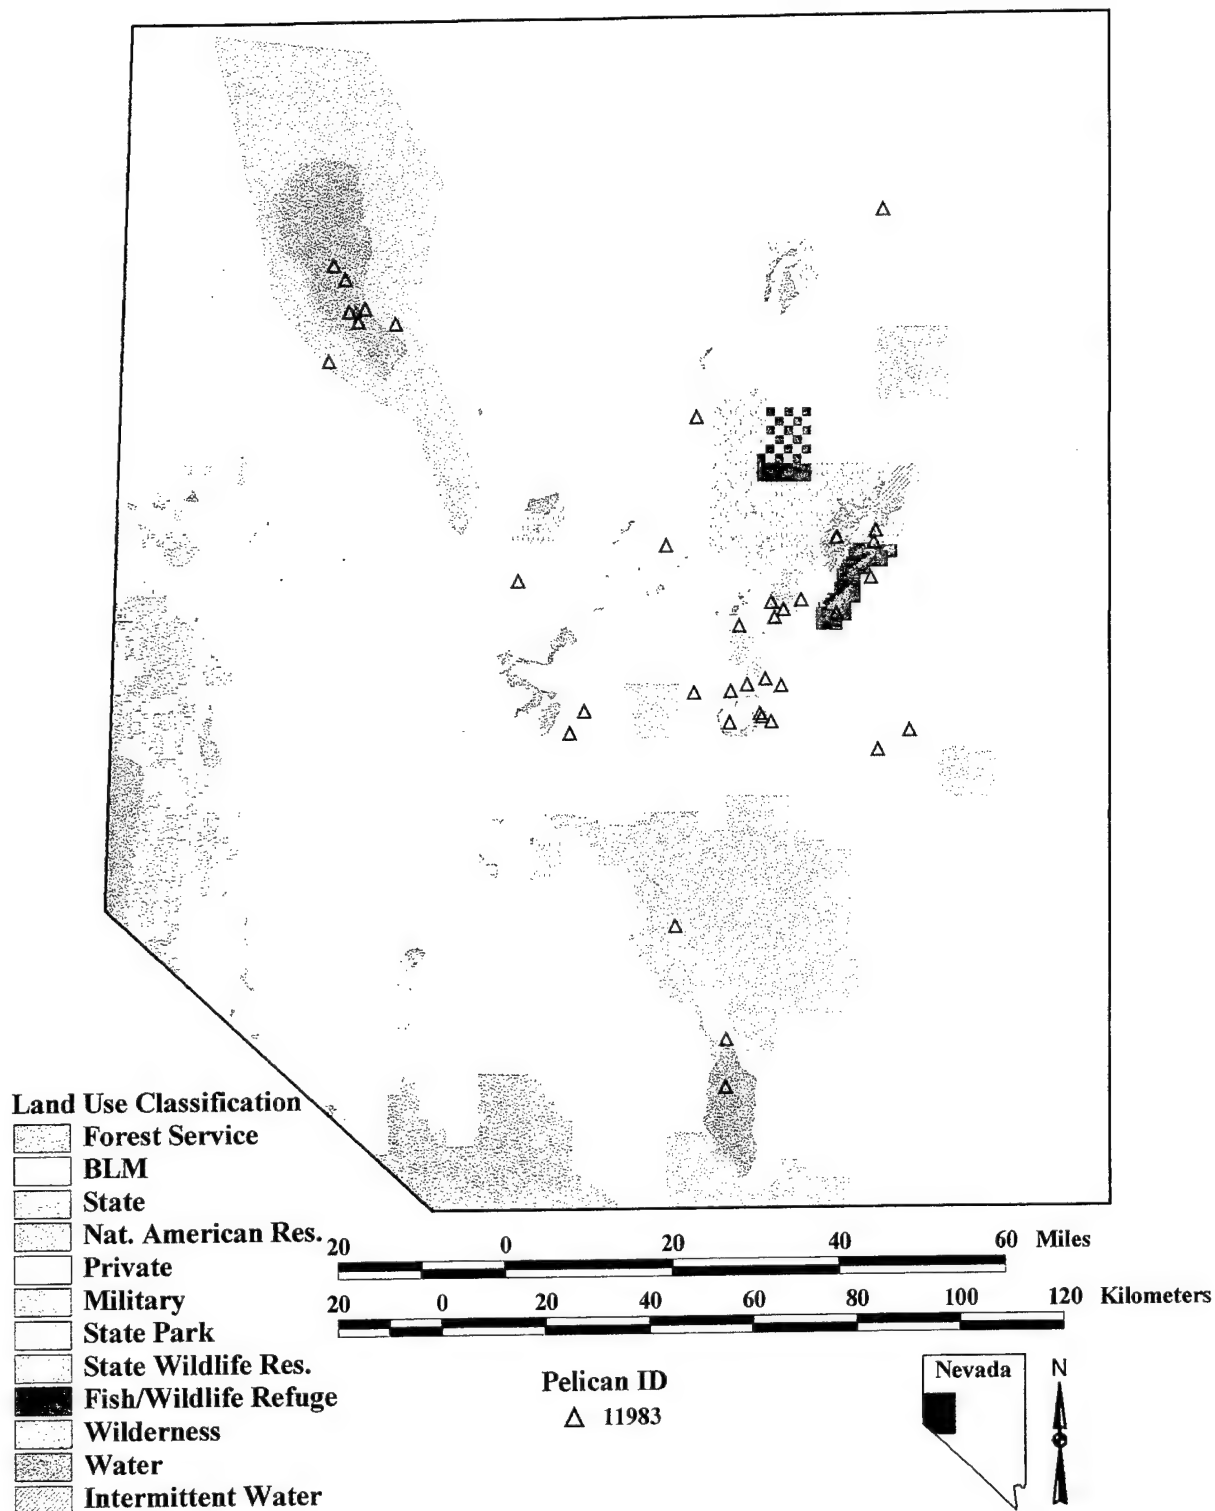 Land Use Classification
Forest Service
BLM
State
Nat. American Res.
Private
Military
State Park
State Wildlife Res.
Fish/Wildlife Refuge
Wilderness
Water
Intermittent Water
20 0 20 40 60 Miles
20 0 20 40 60 80 100 120 Kilometers
Pelican ID
11983
Nevada
N